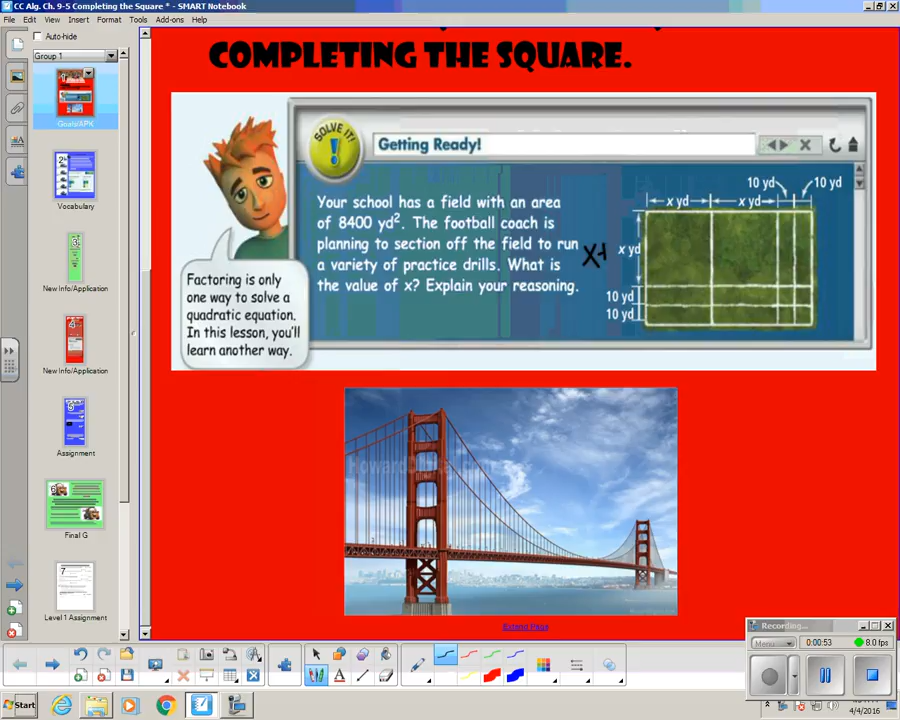 CC Alg. Ch. 9-5 Completing the Square * - SMART Notebook
File Edit View Insert Format Tools Add-ons Help
Auto-hide
Group 1
Goals/APK
Vocabulary
New Info/Application
New Info/Application
Assignment
Final G
Level 1 Assignment
COMPLETING THE SQUARE.
SOLVE IT!
Getting Ready!
Your school has a field with an area
of 8400 yd². The football coach is
planning to section off the field to run
a variety of practice drills. What is
the value of x? Explain your reasoning.
X+
10 yd 10 yd
x yd x yd
x yd
10 yd
10 yd
Factoring is only
one way to solve a
quadratic equation.
In this lesson, you'll
learn another way.
Extend Page
Recording...
Menu
0:00:53
8.0 fps
Start
4/4/2016